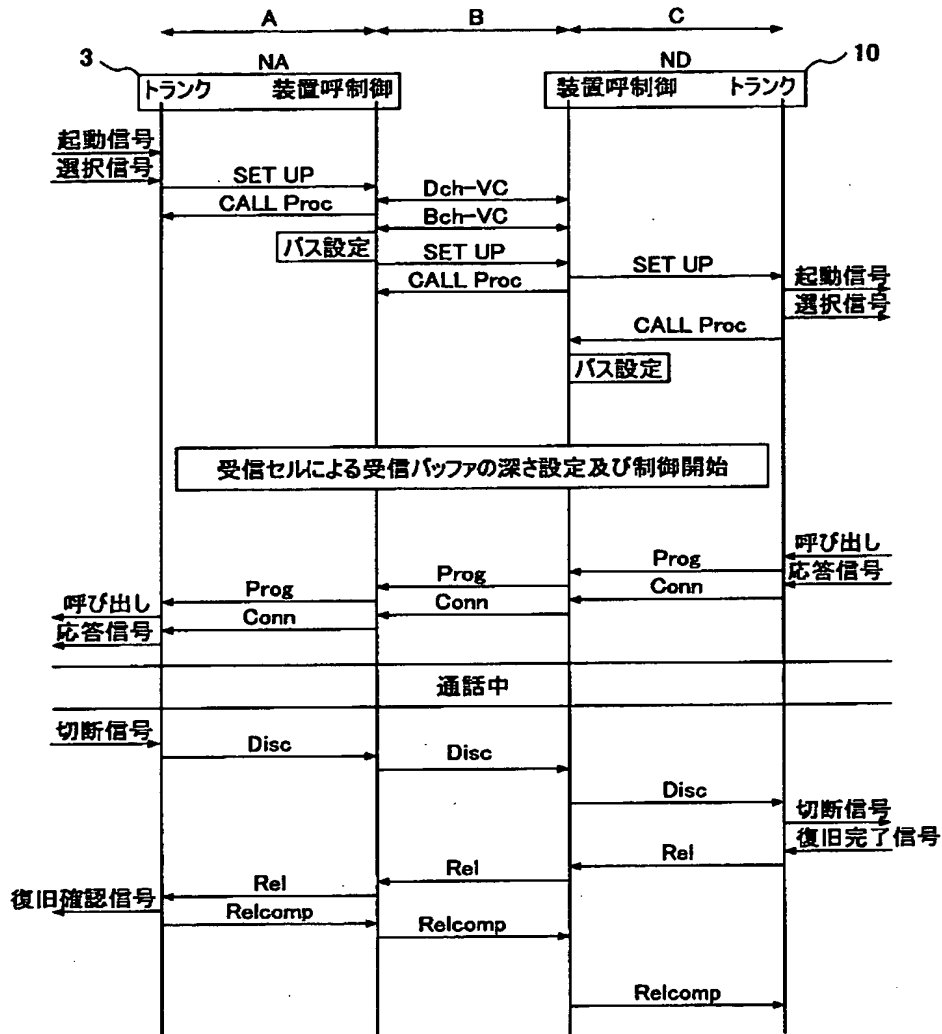 A B C
3 NA ND 10
トランク 装置呼制御 装置呼制御 トランク
起動信号
選択信号
SET UP
Dch-VC
CALL Proc
Bch-VC
パス設定
SET UP
SET UP
CALL Proc
起動信号
選択信号
CALL Proc
パス設定
受信セルによる受信バッファの深さ設定及び制御開始
呼び出し
Prog
応答信号
Prog
Conn
Prog
呼び出し
Conn
Conn
応答信号
通話中
切断信号
Disc
Disc
Disc
切断信号
復旧完了信号
Rel
Rel
Rel
復旧確認信号
Relcomp
Relcomp
Relcomp